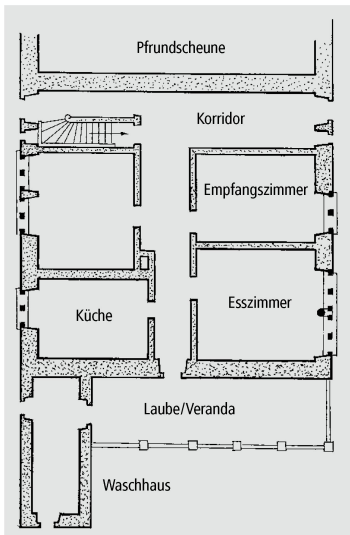 Pfrundscheune
Korridor
Empfangszimmer
Esszimmer
Küche
Laube/Veranda
Waschhaus